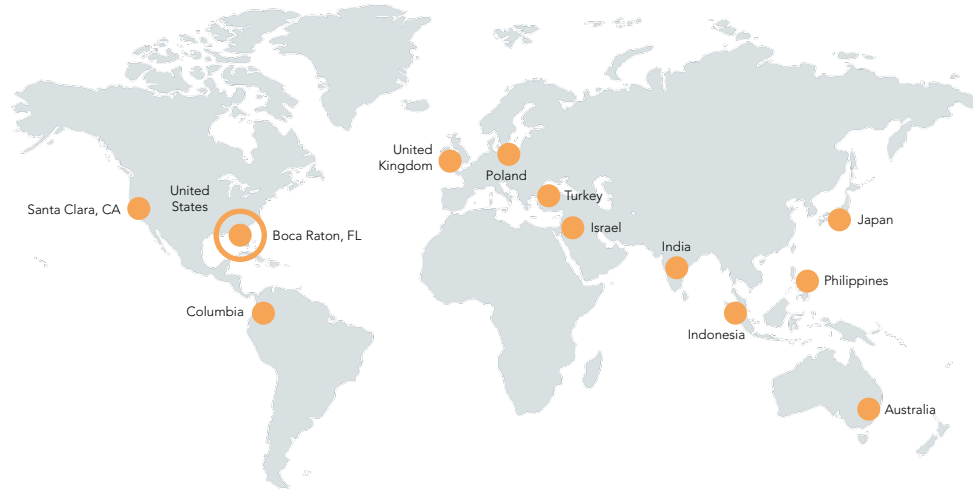 United
Kingdom
Poland
United
States
Turkey
Santa Clara, CA
Japan
Israel
Boca Raton, FL
India
Philippines
Columbia
Indonesia
Australia